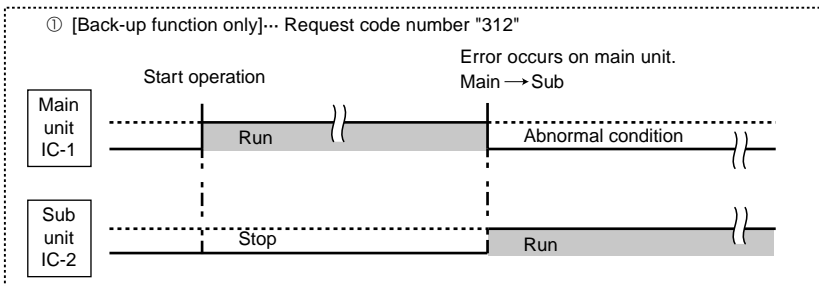 ① [Back-up function only]··· Request code number "312"
Error occurs on main unit.
Start operation
Main → Sub
Main
unit
IC-1
Run
Abnormal condition
Sub
unit
IC-2
Stop
Run